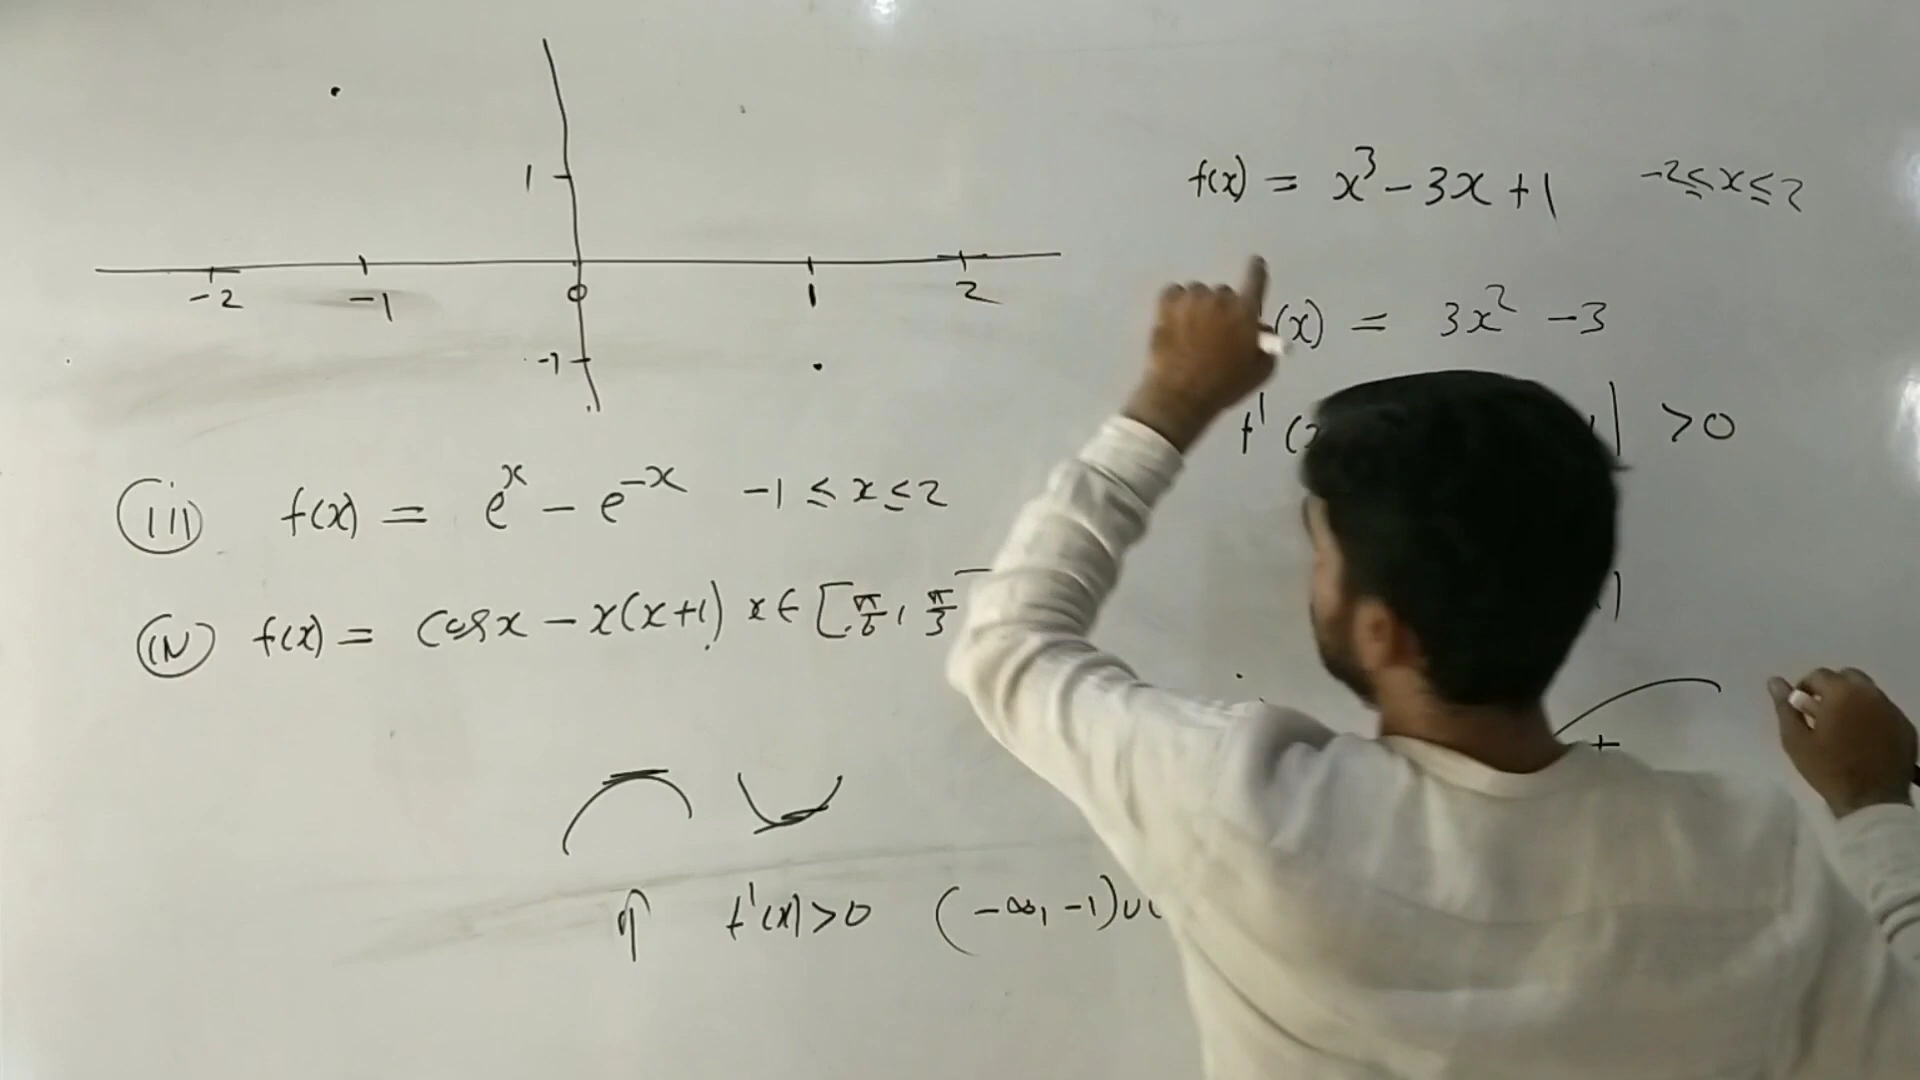 1
-2 -1 0 1 2
-1
f(x) = x³ - 3x + 1 -2 ≤ x ≤ 2
(x) = 3x² - 3
f'(x > 0
(iii) f(x) = eˣ - e⁻ˣ -1 ≤ x ≤ 2
(iv) f(x) = cos x - x(x+1) x ∈ [π/6, π/3
+
f'(x) > 0 (-∞, -1) ∪ (